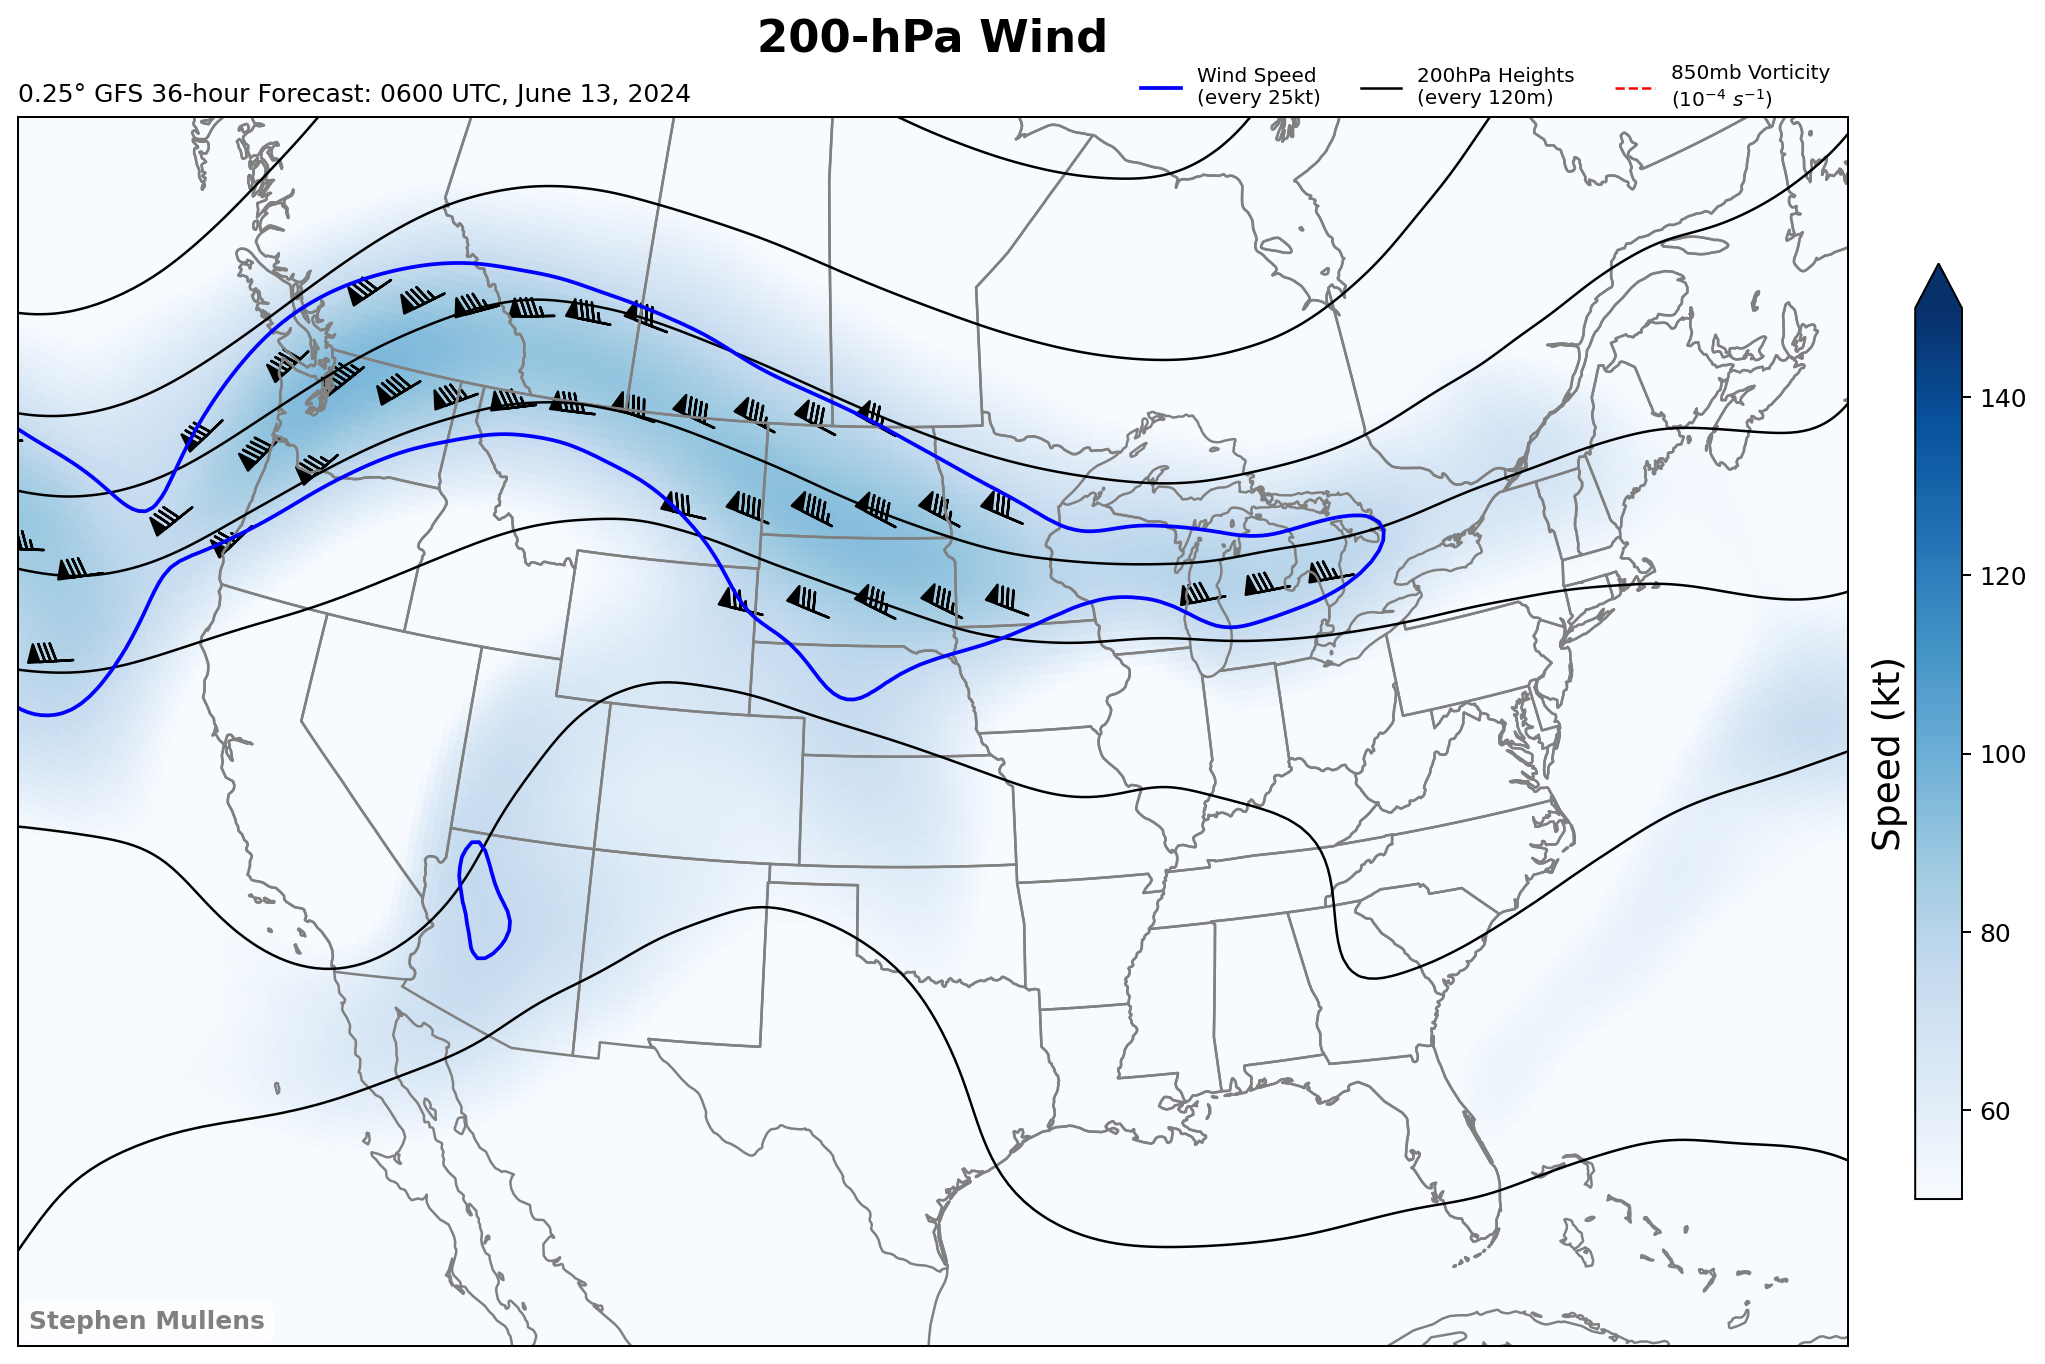 200-hPa Wind
0.25° GFS 36-hour Forecast: 0600 UTC, June 13, 2024
Wind Speed
(every 25kt)
200hPa Heights
(every 120m)
850mb Vorticity
(10⁻⁴ s⁻¹)
140
120
100
80
60
Speed (kt)
Stephen Mullens